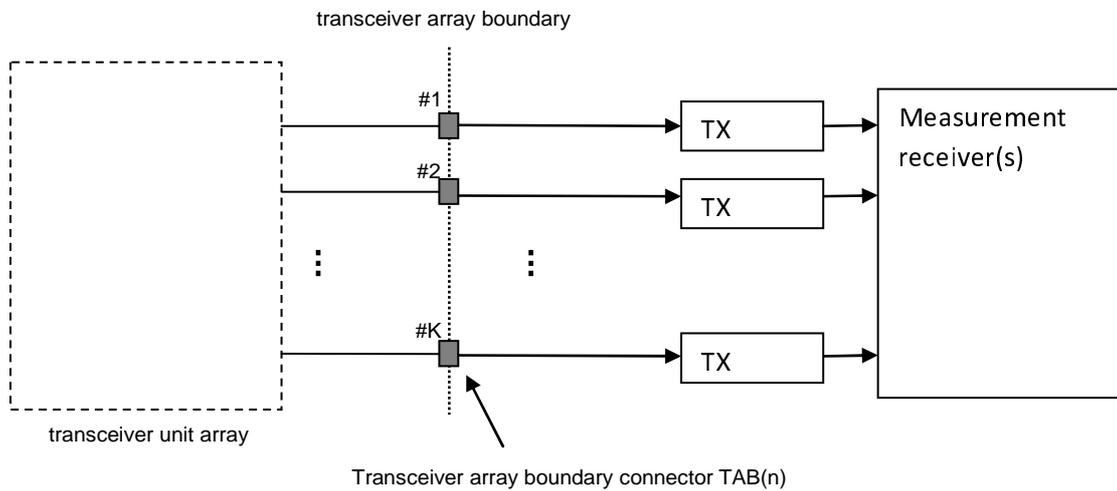 transceiver array boundary
#1
TX
Measurement
receiver(s)
#2
TX
#K
TX
transceiver unit array
Transceiver array boundary connector TAB(n)